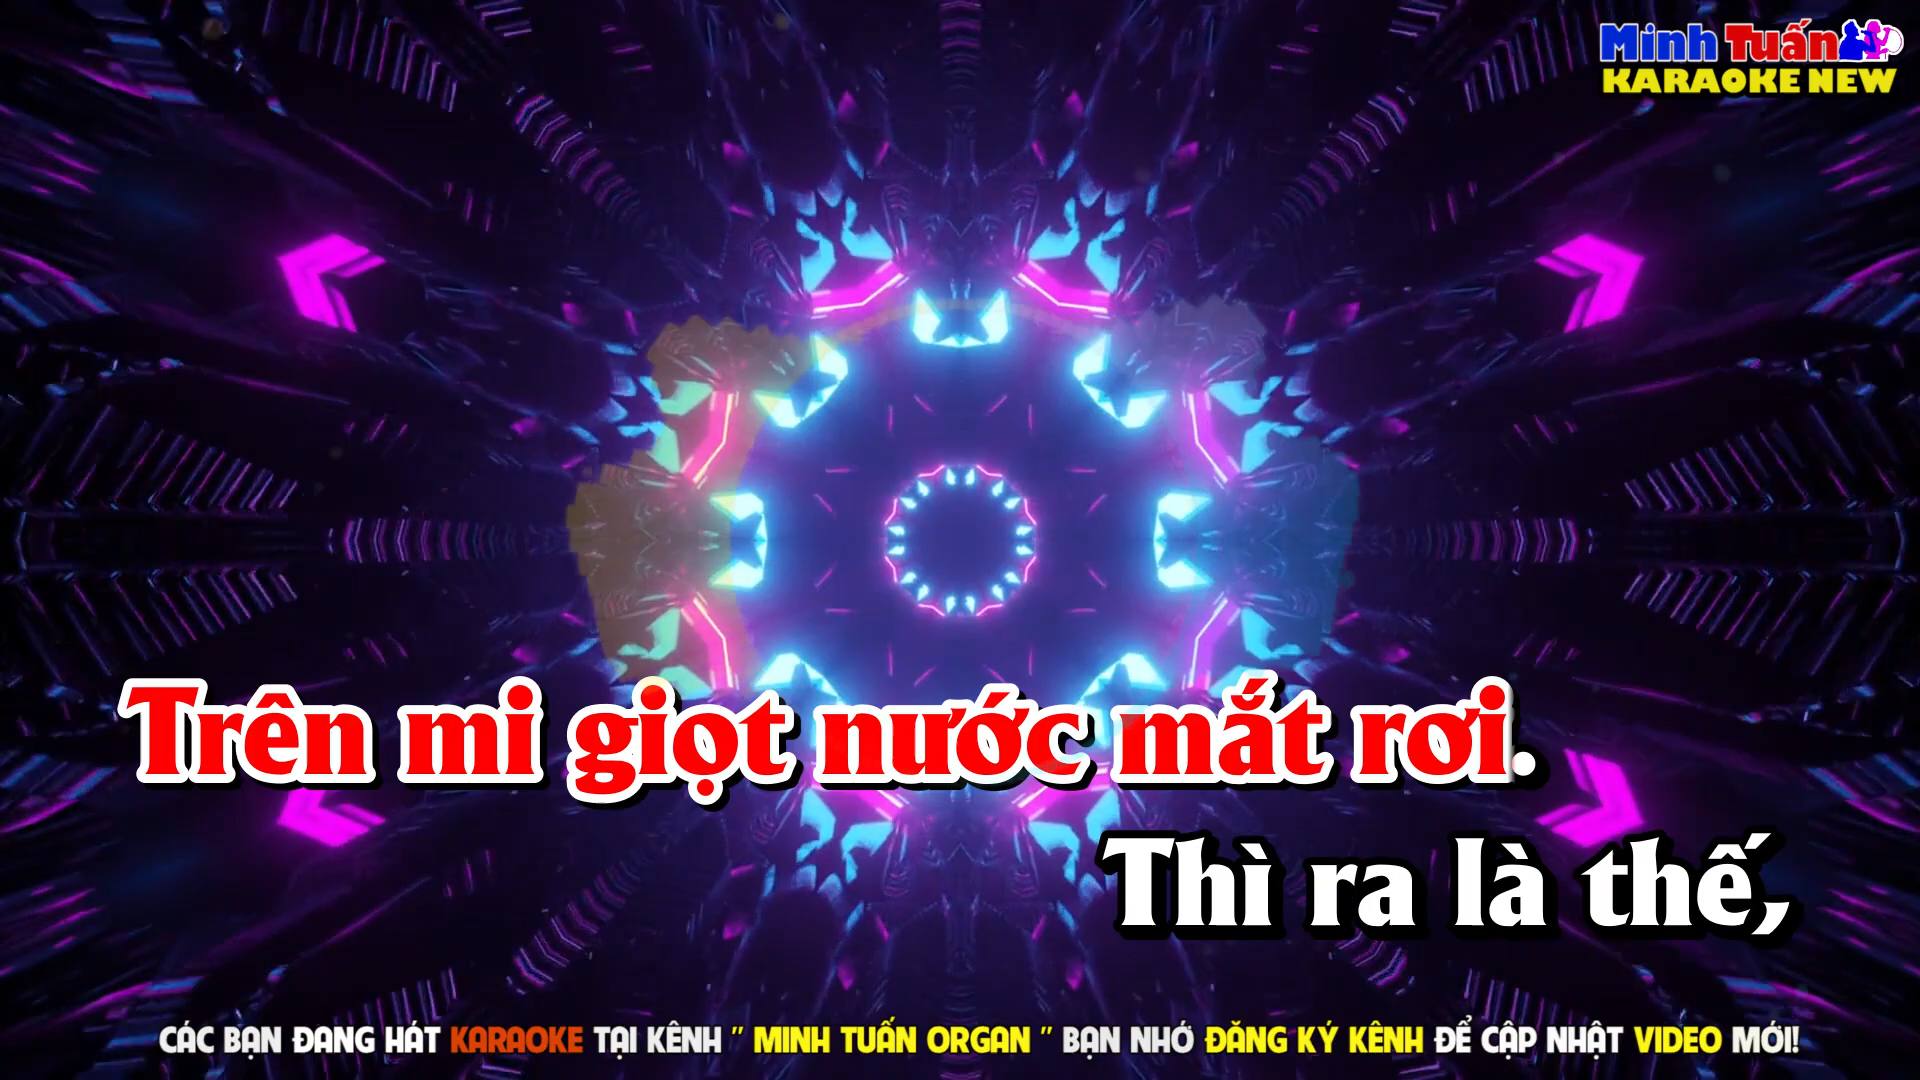 Minh Tuấn
KARAOKE NEW
Trên mi giọt nước mắt rơi.
Thì ra là thế,
CÁC BẠN ĐANG HÁT KARAOKE TẠI KÊNH " MINH TUẤN ORGAN " BẠN NHỚ ĐĂNG KÝ KÊNH ĐỂ CẬP NHẬT VIDEO MỚI!